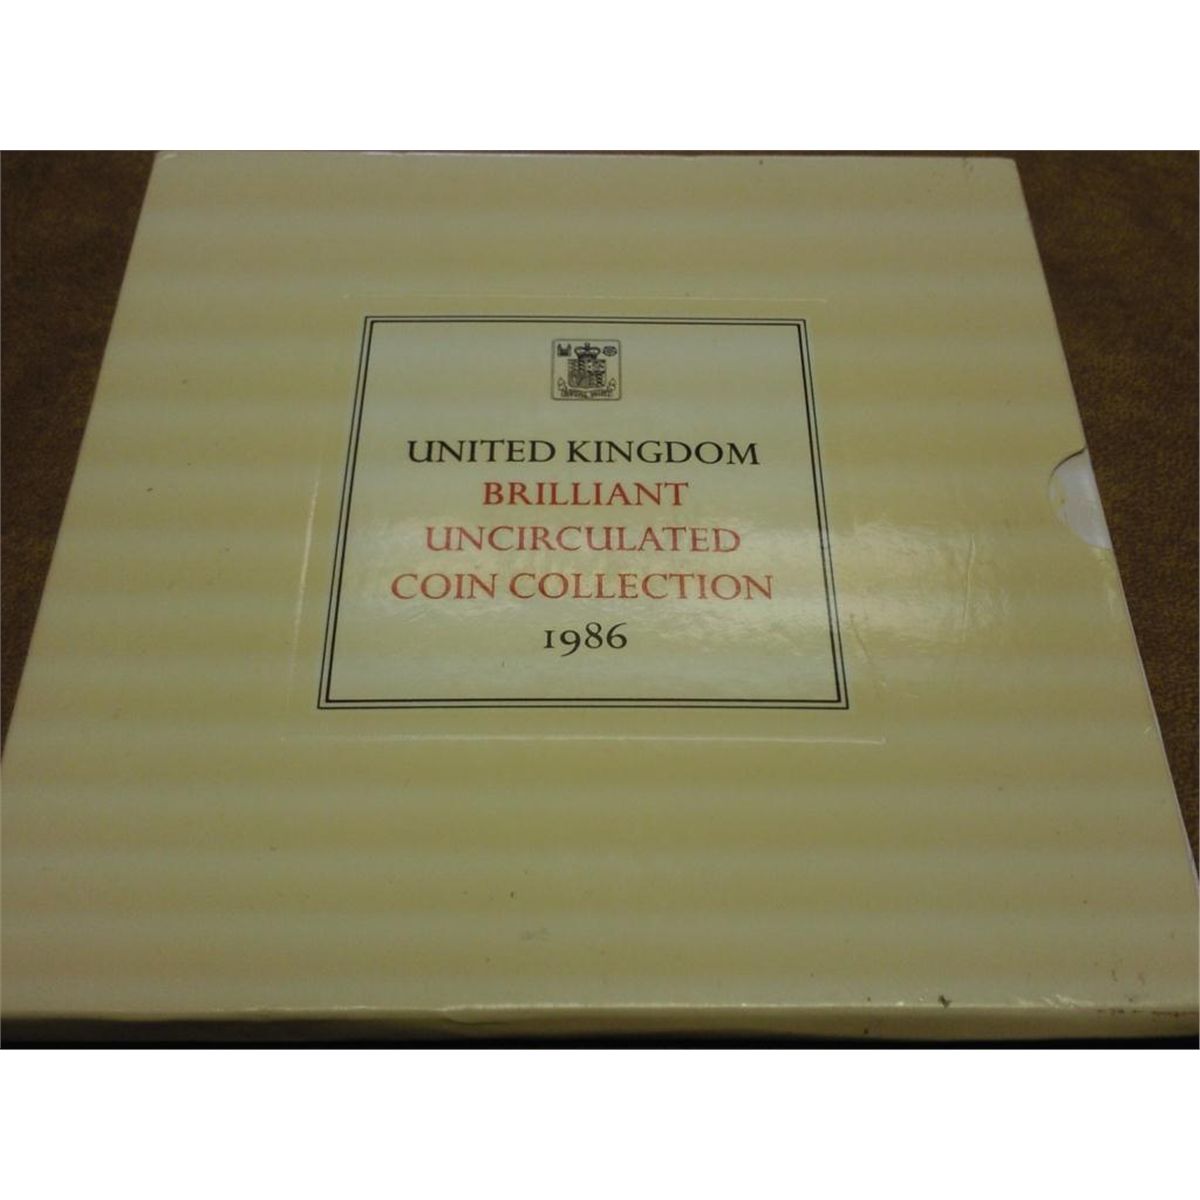 UNITED KINGDOM
BRILLIANT
UNCIRCULATED
COIN COLLECTION
1986